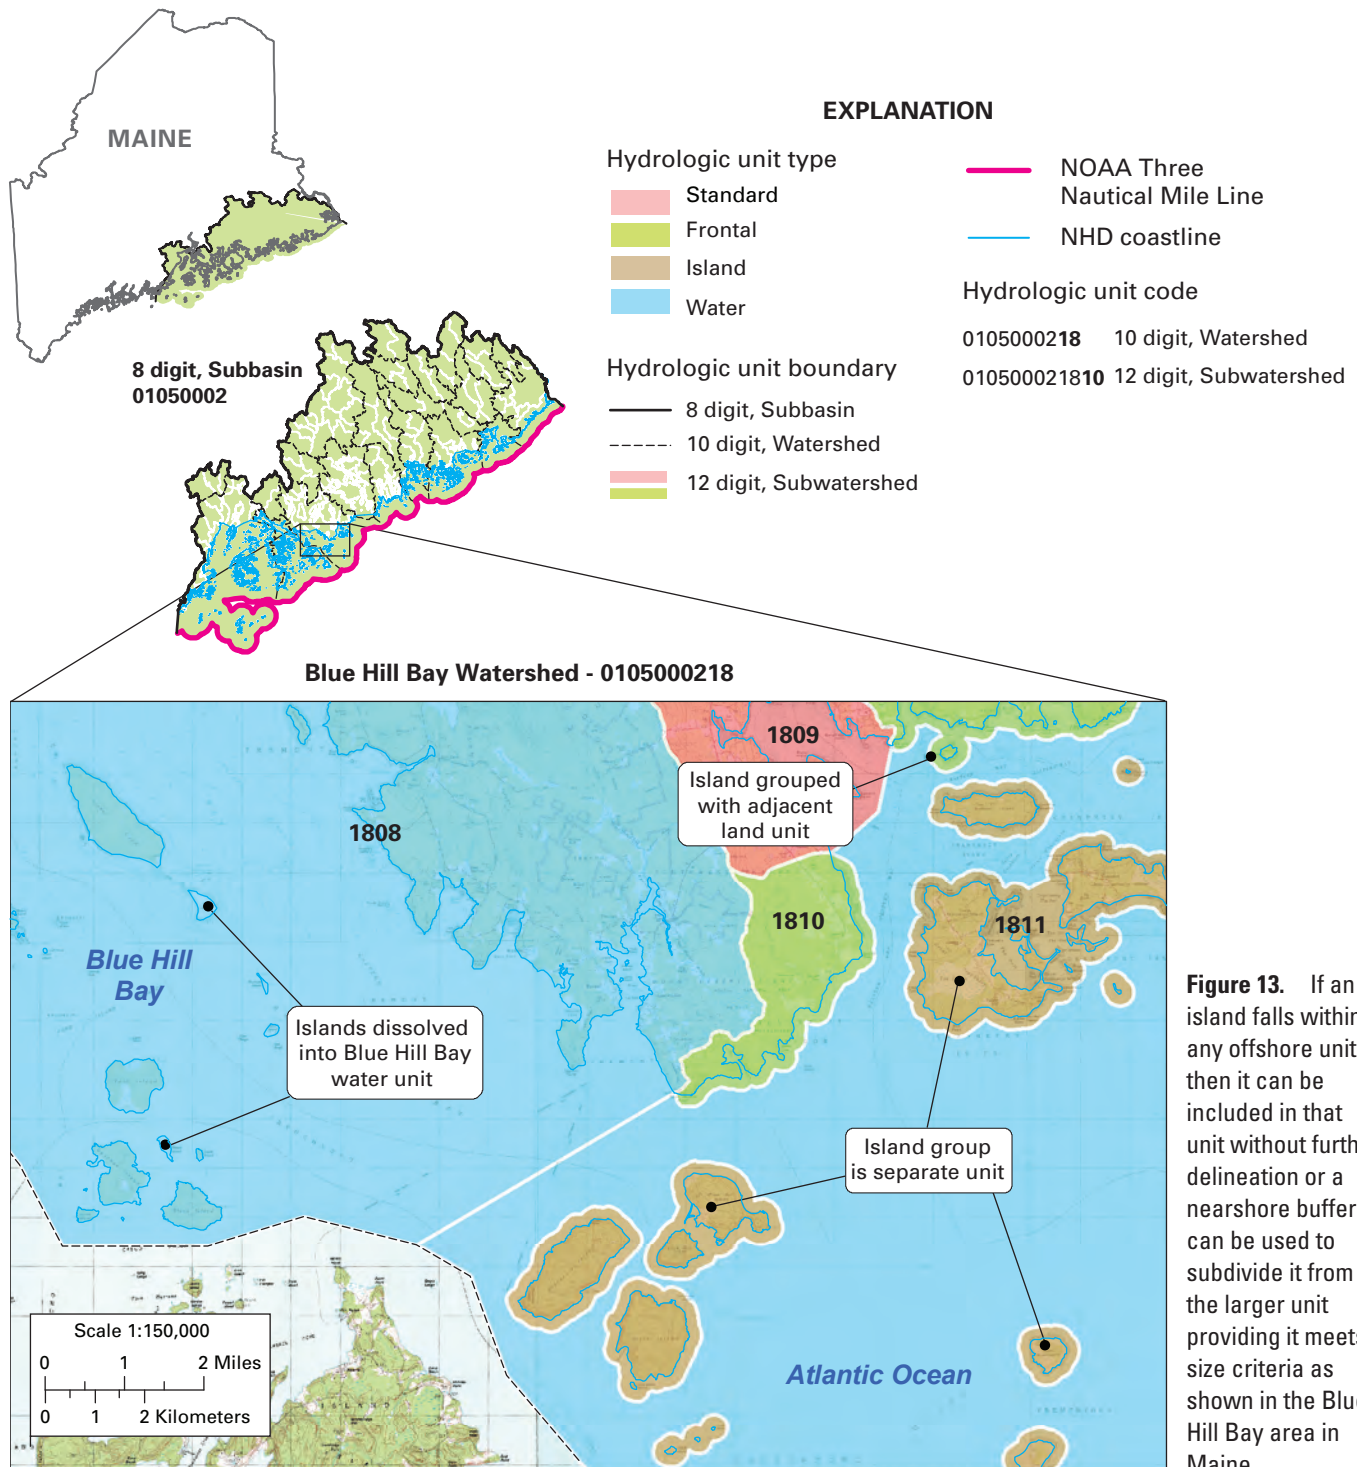 MAINE
EXPLANATION
Hydrologic unit type
Standard
Frontal
Island
Water
Hydrologic unit boundary
8 digit, Subbasin
10 digit, Watershed
12 digit, Subwatershed
NOAA Three
Nautical Mile Line
NHD coastline
Hydrologic unit code
0105000218 10 digit, Watershed
010500021810 12 digit, Subwatershed
8 digit, Subbasin
01050002
Blue Hill Bay Watershed - 0105000218
1809
Island grouped
with adjacent
land unit
1808
1810
1811
Blue Hill
Bay
Islands dissolved
into Blue Hill Bay
water unit
Island group
is separate unit
Atlantic Ocean
Scale 1:150,000
0 1 2 Miles
0 1 2 Kilometers
ISLAND
Figure 13. If an
island falls within
any offshore unit
then it can be
included in that
unit without furth
delineation or a
nearshore buffer
can be used to
subdivide it from
the larger unit
providing it meets
size criteria as
shown in the Blue
Hill Bay area in
Maine